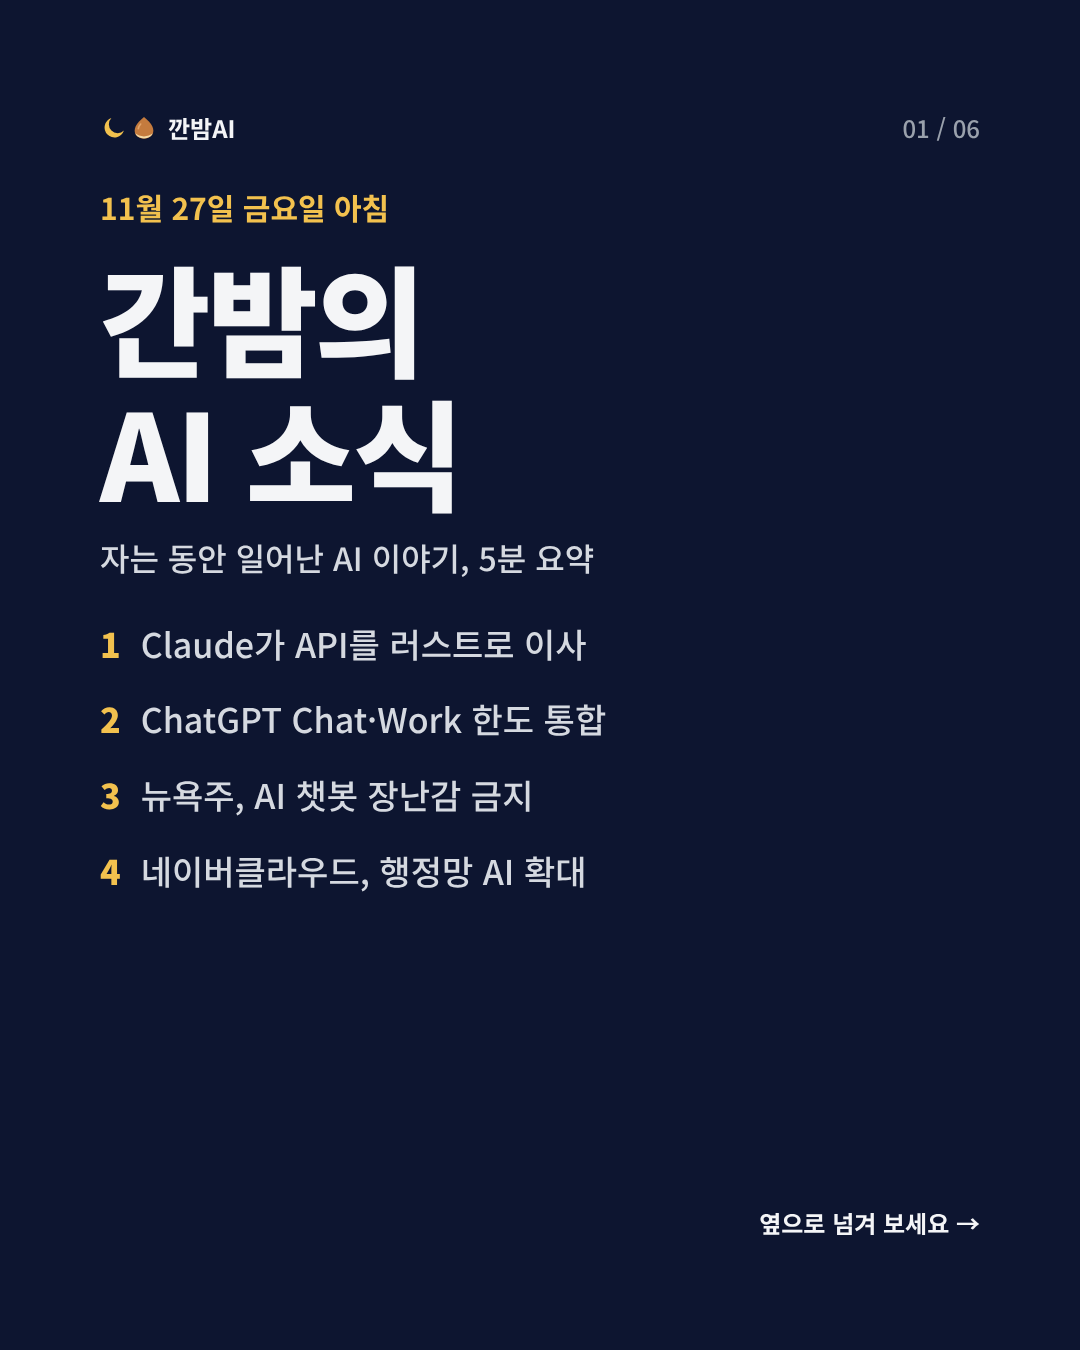 깐밤AI
01 / 06
11월 27일 금요일 아침
간밤의
AI 소식
자는 동안 일어난 AI 이야기, 5분 요약
1 Claude가 API를 러스트로 이사
2 ChatGPT Chat·Work 한도 통합
3 뉴욕주, AI 챗봇 장난감 금지
4 네이버클라우드, 행정망 AI 확대
옆으로 넘겨 보세요 →